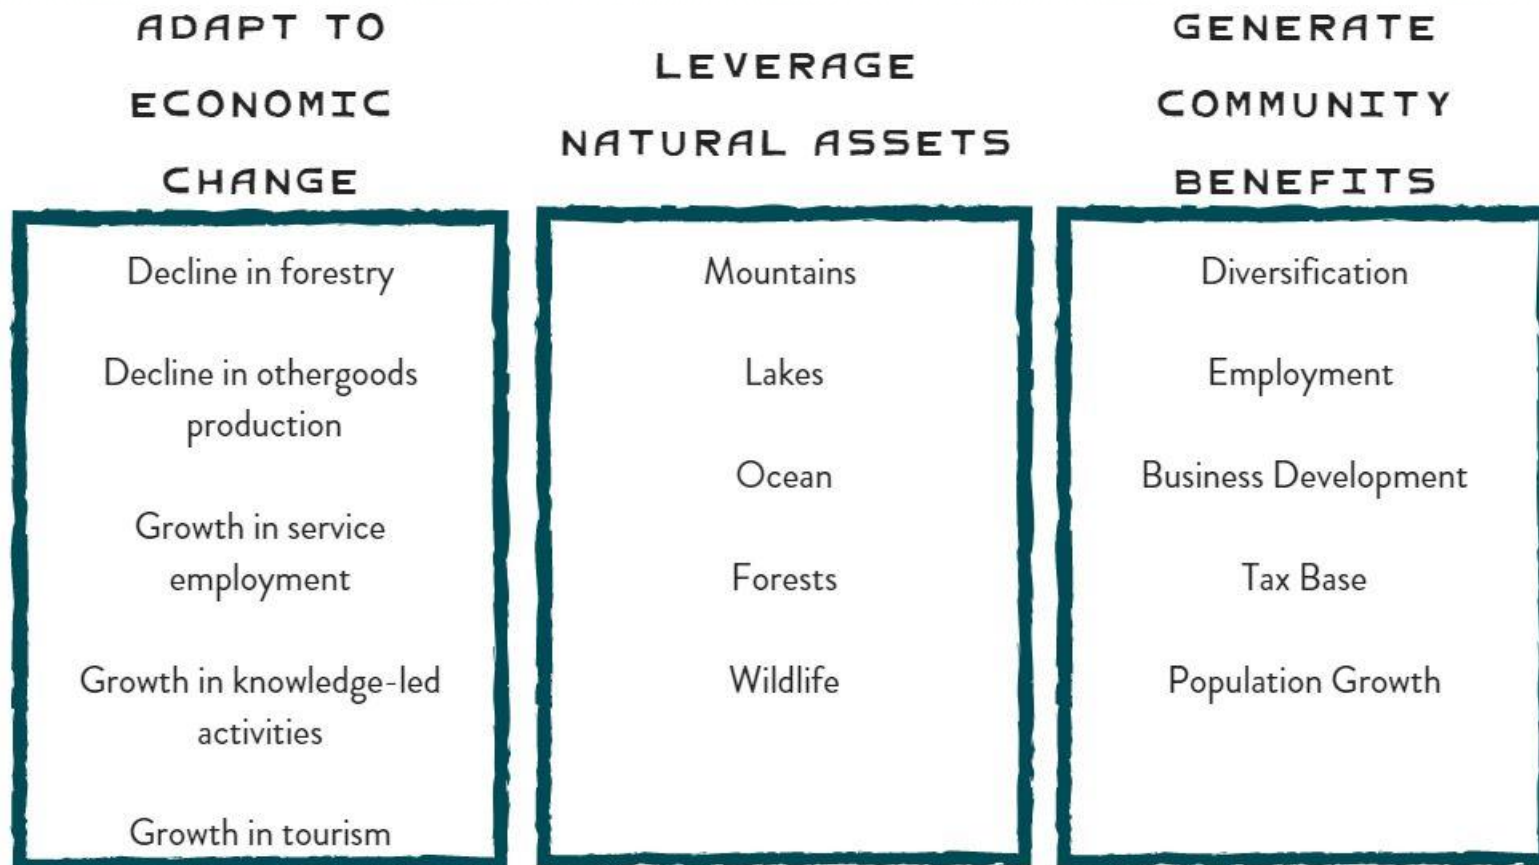 ADAPT TO
ECONOMIC
CHANGE
Decline in forestry
Decline in othergoods
production
Growth in service
employment
Growth in knowledge-led
activities
Growth in tourism
LEVERAGE
NATURAL ASSETS
Mountains
Lakes
Ocean
Forests
Wildlife
GENERATE
COMMUNITY
BENEFITS
Diversification
Employment
Business Development
Tax Base
Population Growth